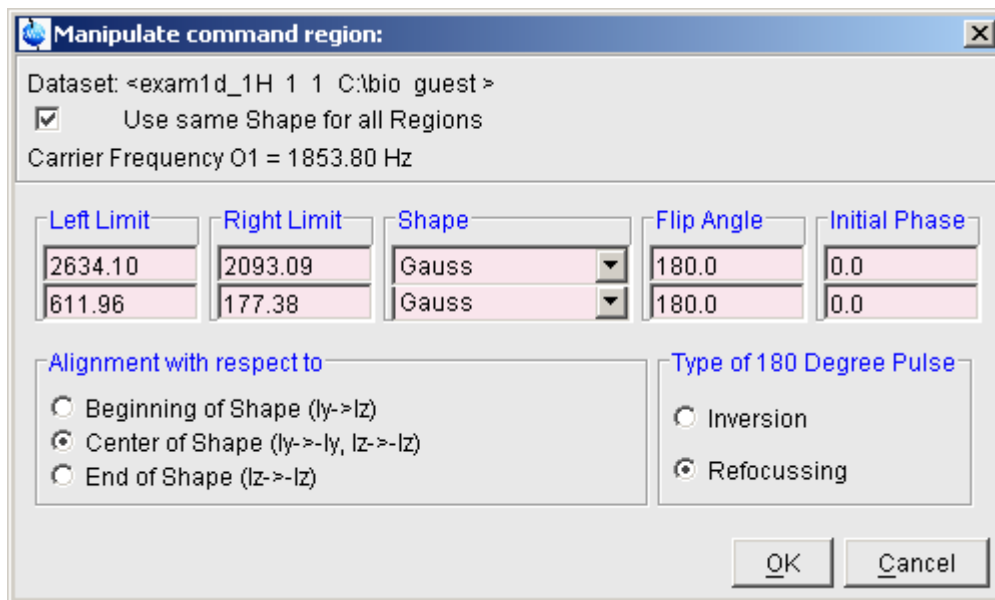 Manipulate command region:
Dataset: <exam1d_1H 1 1 C:\bio guest >
Use same Shape for all Regions
Carrier Frequency O1 = 1853.80 Hz
Left Limit Right Limit Shape Flip Angle Initial Phase
2634.10 2093.09 Gauss 180.0 0.0
611.96 177.38 Gauss 180.0 0.0
Alignment with respect to
Beginning of Shape (Iy->Iz)
Center of Shape (Iy->-Iy, Iz->-Iz)
End of Shape (Iz->-Iz)
Type of 180 Degree Pulse
Inversion
Refocussing
OK Cancel